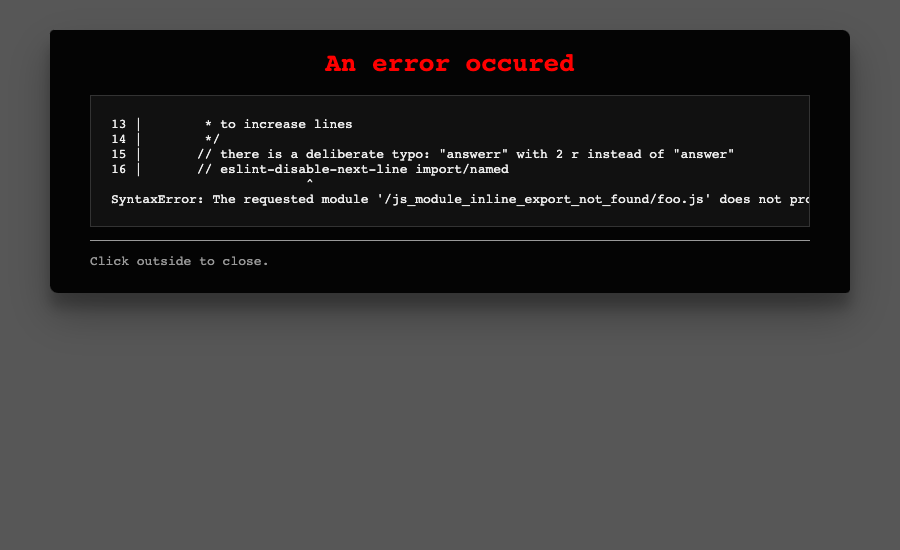 An error occured
13 |        * to increase lines
14 |        */
15 |       // there is a deliberate typo: "answerr" with 2 r instead of "answer"
16 |       // eslint-disable-next-line import/named
                         ^
SyntaxError: The requested module '/js_module_inline_export_not_found/foo.js' does not
Click outside to close.